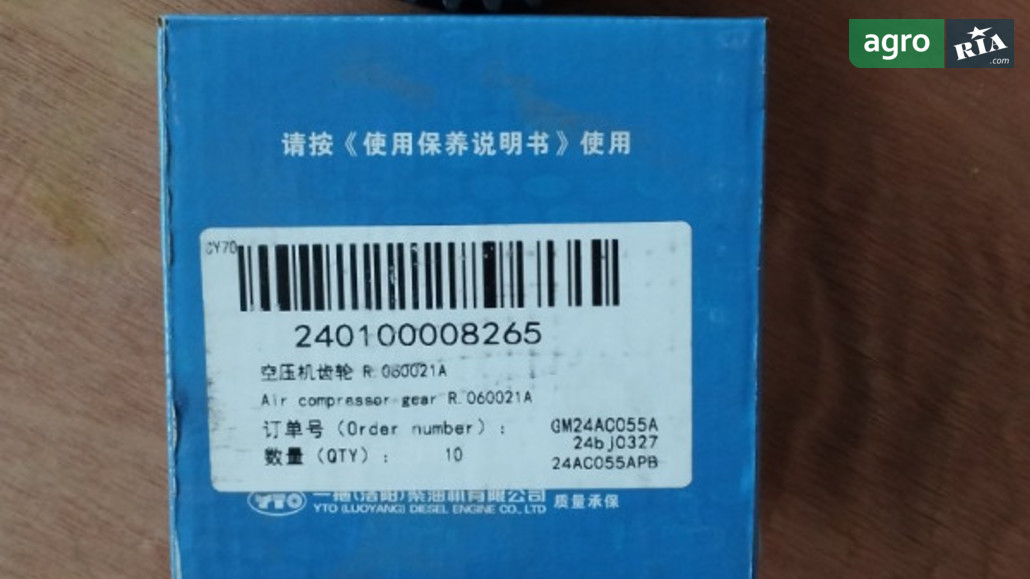 agro
RIA
.com
请按《使用保养说明书》使用
CY70
240100008265
空压机齿轮 R.060021A
Air compressor gear R.060021A
订单号（Order number）：
GM24AC055A
24bj0327
数量（QTY）： 10
24AC055APB
YTO
一拖(洛阳)柴油机有限公司
YTO (LUOYANG) DIESEL ENGINE CO., LTD
质量承保